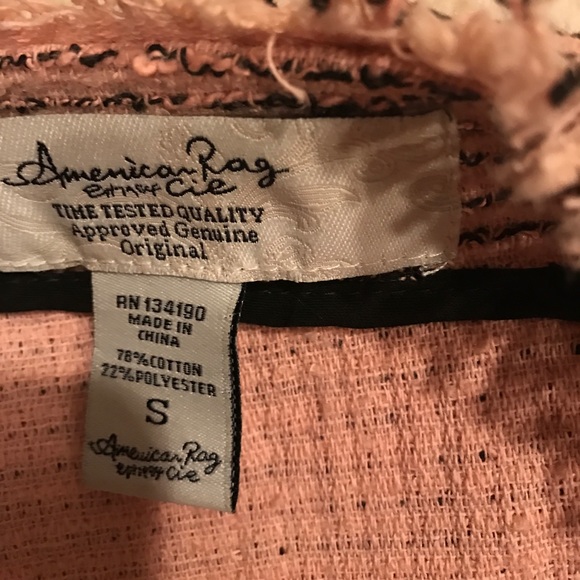 American Rag
Cie
TIME TESTED QUALITY
Approved Genuine
Original
RN 134190
MADE IN
CHINA
78%COTTON
22%POLYESTER
S
American Rag
Cie